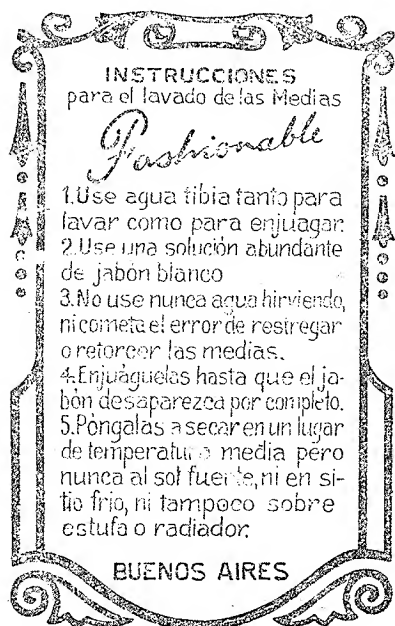 INSTRUCCIONES
para el lavado de las Medias
Fashionable
1.Use agua tibia tanto para
lavar como para enjuagar.
2.Use una solución abundante
de jabón blanco
3.No use nunca agua hirviendo,
ni cometa el error de restregar
o retorcer las medias.
4.Enjuáguelas hasta que el ja-
bón desaparezca por completo.
5.Póngalas a secar en un lugar
de temperatura media pero
nunca al sol fuerte, ni en si-
tio frio, ni tampoco sobre
estufa o radiador.
BUENOS AIRES